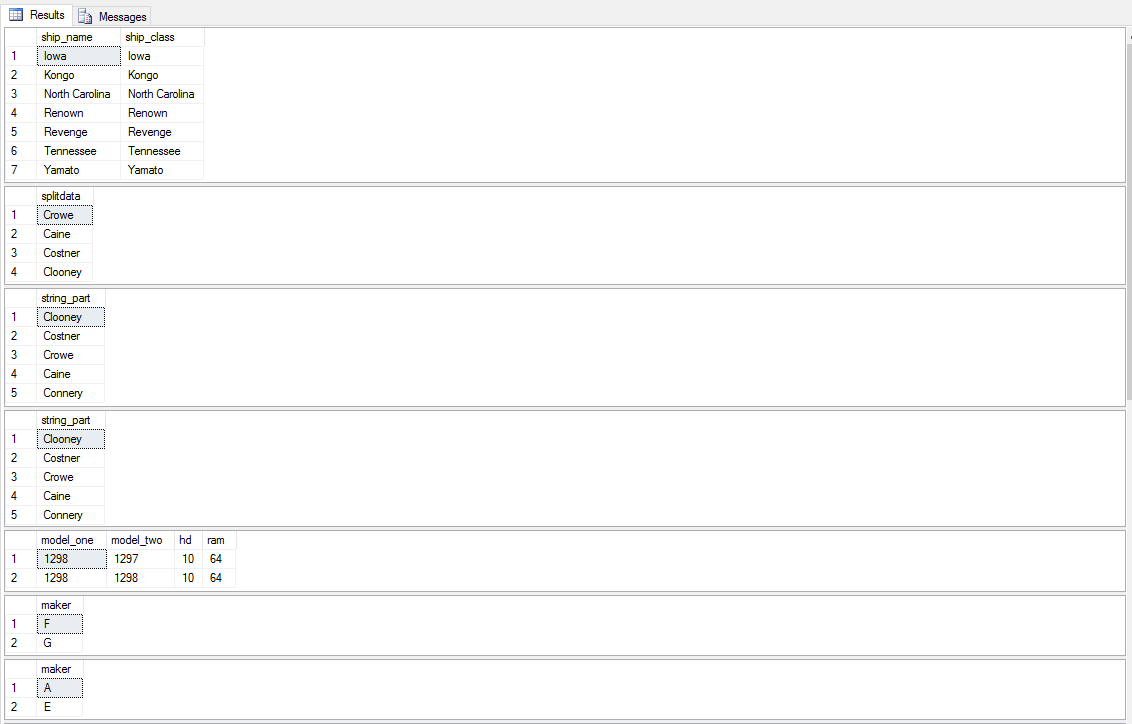 Results Messages
ship_name ship_class
1 Iowa Iowa
2 Kongo Kongo
3 North Carolina North Carolina
4 Renown Renown
5 Revenge Revenge
6 Tennessee Tennessee
7 Yamato Yamato
splitdata
1 Crowe
2 Caine
3 Costner
4 Clooney
string_part
1 Clooney
2 Costner
3 Crowe
4 Caine
5 Connery
string_part
1 Clooney
2 Costner
3 Crowe
4 Caine
5 Connery
model_one model_two hd ram
1 1298 1297 10 64
2 1298 1298 10 64
maker
1 F
2 G
maker
1 A
2 E